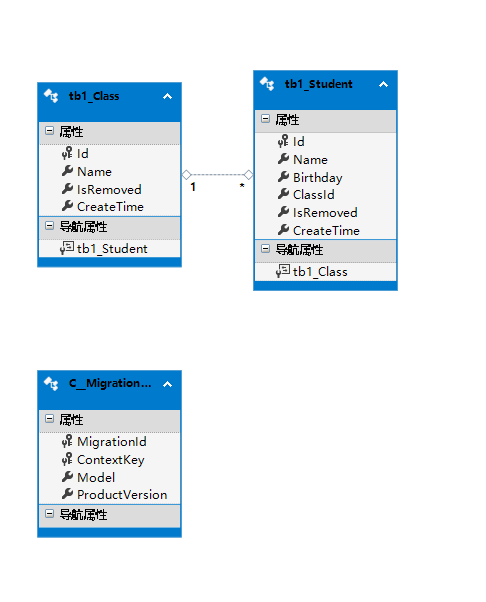 tb1_Class
属性
Id
Name
IsRemoved
CreateTime
导航属性
tb1_Student
1
*
tb1_Student
属性
Id
Name
Birthday
ClassId
IsRemoved
CreateTime
导航属性
tb1_Class
C__Migration...
属性
MigrationId
ContextKey
Model
ProductVersion
导航属性